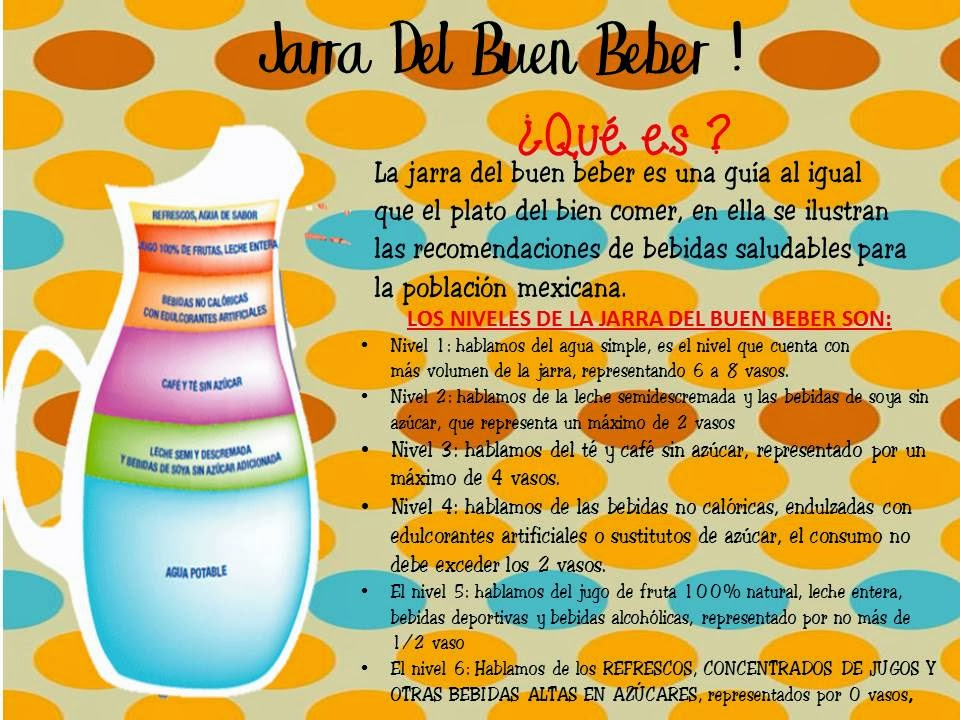 Jarra Del Buen Beber !
¿Qué es ?
La jarra del buen beber es una guía al igual
que el plato del bien comer, en ella se ilustran
las recomendaciones de bebidas saludables para
la población mexicana.
LOS NIVELES DE LA JARRA DEL BUEN BEBER SON:
• Nivel 1: hablamos del agua simple, es el nivel que cuenta con
más volumen de la jarra, representando 6 a 8 vasos.
• Nivel 2: hablamos de la leche semidescremada y las bebidas de soya sin
azúcar, que representa un máximo de 2 vasos
• Nivel 3: hablamos del té y café sin azúcar, representado por un
máximo de 4 vasos.
• Nivel 4: hablamos de las bebidas no calóricas, endulzadas con
edulcorantes artificiales o sustitutos de azúcar, el consumo no
debe exceder los 2 vasos.
• El nivel 5: hablamos del jugo de fruta 100% natural, leche entera,
bebidas deportivas y bebidas alcohólicas, representado por no más de
1/2 vaso
• El nivel 6: Hablamos de los REFRESCOS, CONCENTRADOS DE JUGOS Y
OTRAS BEBIDAS ALTAS EN AZÚCARES, representados por 0 vasos,
REFRESCOS, AGUA DE SABOR
JUGO 100% DE FRUTAS, LECHE ENTERA
BEBIDAS NO CALÓRICAS
CON EDULCORANTES ARTIFICIALES
CAFÉ Y TÉ SIN AZÚCAR
LECHE SEMI Y DESCREMADA
Y BEBIDAS DE SOYA SIN AZÚCAR ADICIONADA
AGUA POTABLE